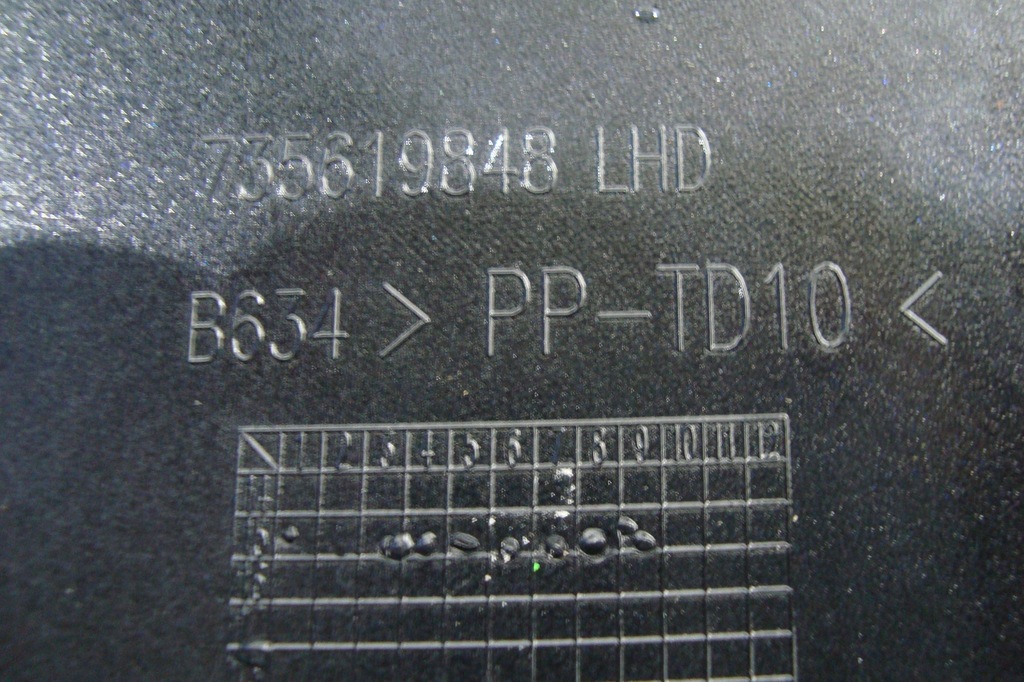 735619848 LHD
B634 > PP-TD10 <
1 2 3 4 5 6 7 8 9 10 11 12